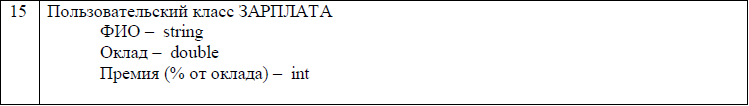 15 Пользовательский класс ЗАРПЛАТА
ФИО – string
Оклад – double
Премия (% от оклада) – int